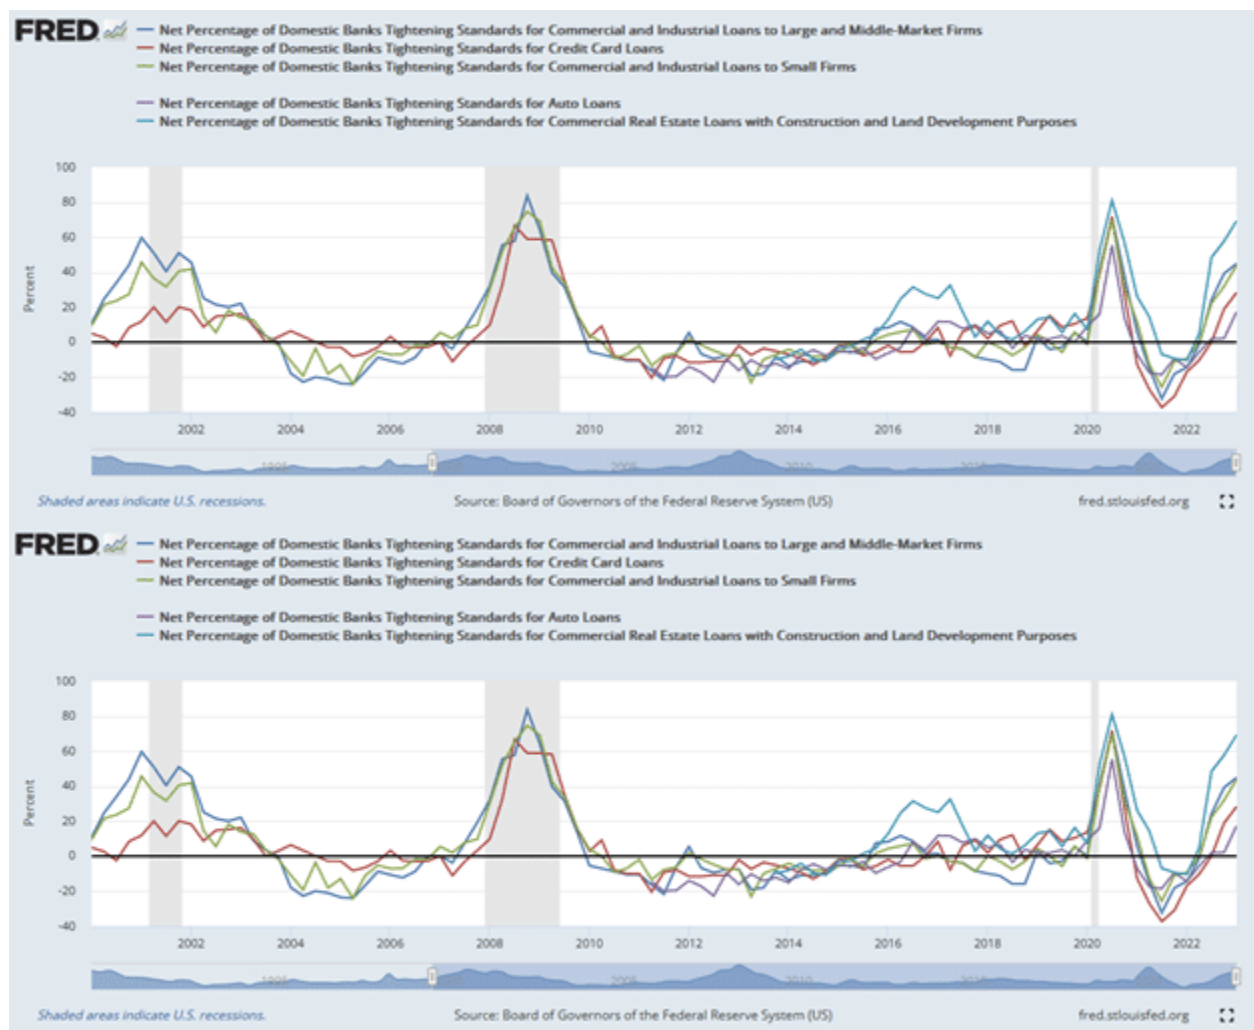 FRED
Net Percentage of Domestic Banks Tightening Standards for Commercial and Industrial Loans to Large and Middle-Market Firms
Net Percentage of Domestic Banks Tightening Standards for Credit Card Loans
Net Percentage of Domestic Banks Tightening Standards for Commercial and Industrial Loans to Small Firms
Net Percentage of Domestic Banks Tightening Standards for Auto Loans
Net Percentage of Domestic Banks Tightening Standards for Commercial Real Estate Loans with Construction and Land Development Purposes
100
80
60
40
20
0
-20
-40
Percent
2002 2004 2006 2008 2010 2012 2014 2016 2018 2020 2022
1995 2005 2010
Shaded areas indicate U.S. recessions. Source: Board of Governors of the Federal Reserve System (US) fred.stlouisfed.org
FRED
Net Percentage of Domestic Banks Tightening Standards for Commercial and Industrial Loans to Large and Middle-Market Firms
Net Percentage of Domestic Banks Tightening Standards for Credit Card Loans
Net Percentage of Domestic Banks Tightening Standards for Commercial and Industrial Loans to Small Firms
Net Percentage of Domestic Banks Tightening Standards for Auto Loans
Net Percentage of Domestic Banks Tightening Standards for Commercial Real Estate Loans with Construction and Land Development Purposes
100
80
60
40
20
0
-20
-40
Percent
2002 2004 2006 2008 2010 2012 2014 2016 2018 2020 2022
1995 2005 2010
Shaded areas indicate U.S. recessions. Source: Board of Governors of the Federal Reserve System (US) fred.stlouisfed.org